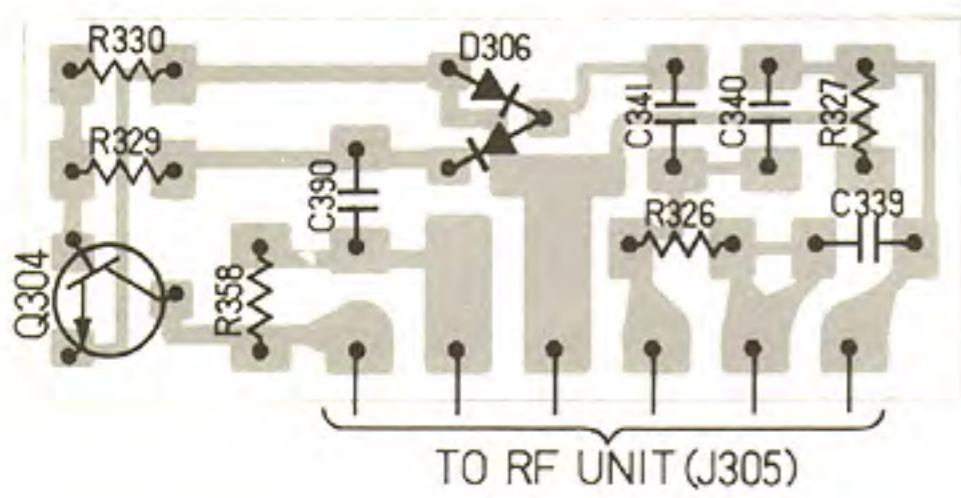 R330
D306
R329
C390
C341
C340
R327
R326
C339
Q304
R358
TO RF UNIT (J305)